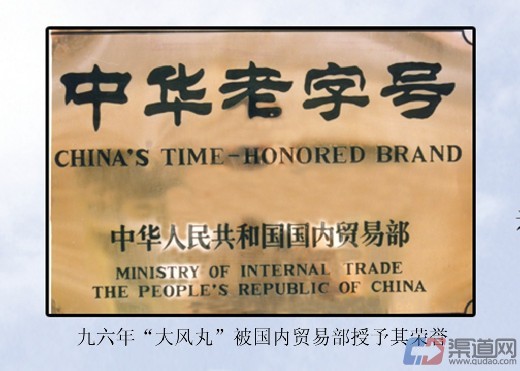 中华老字号
CHINA'S TIME-HONORED BRAND
中华人民共和国国内贸易部
MINISTRY OF INTERNAL TRADE
THE PEOPLE'S REPUBLIC OF CHINA
九六年“大风丸”被国内贸易部授予其荣誉
渠道网
www.qudao.com